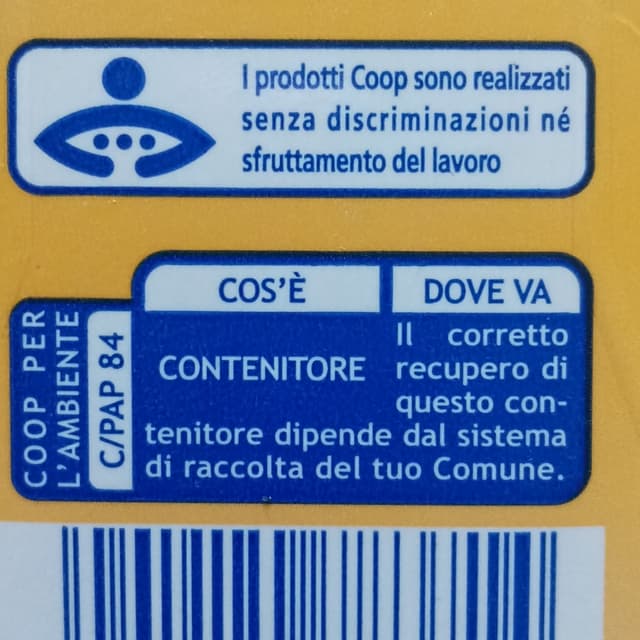 I prodotti Coop sono realizzati
senza discriminazioni né
sfruttamento del lavoro
COS'È
DOVE VA
COOP PER
L'AMBIENTE
C/PAP 84
CONTENITORE
Il corretto
recupero di
questo con-
tenitore dipende dal sistema
di raccolta del tuo Comune.